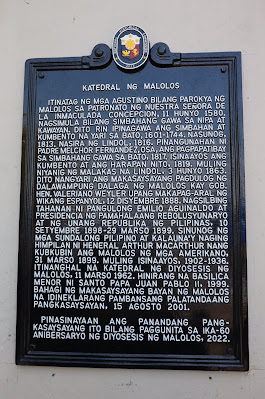 KATEDRAL NG MALOLOS
ITINATAG NG MGA AGUSTINO BILANG PAROKYA NG
MALOLOS SA PATRONATO NG NUESTRA SEÑORA DE
LA INMACULADA CONCEPCION, 11 HUNYO 1580.
NAGSIMULA BILANG SIMBAHANG GAWA SA NIPA AT
KAWAYAN. DITO RIN IPINAGAWA ANG SIMBAHAN AT
KUMBENTO NA YARI SA BATO, 1601-1744. NASUNOG,
1813. NASIRA NG LINDOL, 1816. PINANGUNAHAN NI
PADRE MELCHOR FERNANDEZ, OSA, ANG PAGPAPATIBAY
SA SIMBAHANG GAWA SA BATO, 1817. ISINAAYOS ANG
KUMBENTO AT ANG HARAPAN NITO, 1819. MULING
NIYANIG NG MALAKAS NA LINDOL, 3 HUNYO 1863.
DITO NANGYARI ANG MAKASAYSAYANG PAGDULOG NG
DALAWAMPUNG DALAGA NG MALOLOS KAY GOB.
HEN. VALERIANO WEYLER UPANG MAKAPAG-ARAL NG
WIKANG ESPANYOL, 12 DISYEMBRE 1888. NAGSILBING
TAHANAN NI PANGULONG EMILIO AGUINALDO AT
PRESIDENCIA NG PAMAHALAANG REBOLUSYUNARYO
AT NG UNANG REPUBLIKA NG PILIPINAS, 10
SETYEMBRE 1898-29 MARSO 1899. SINUNOG NG
MGA SUNDALONG PILIPINO AT KALAUNA'Y NAGING
HIMPILAN NI HENERAL ARTHUR MACARTHUR NANG
KUBKUBIN ANG MALOLOS NG MGA AMERIKANO,
31 MARSO 1899. MULING ISINAAYOS, 1902-1936.
ITINANGHAL NA KATEDRAL NG DIYOSESIS NG
MALOLOS, 11 MARSO 1962. HINIRANG NA BASILICA
MENOR NI SANTO PAPA JUAN PABLO II, 1999.
BAHAGI NG MAKASAYSAYANG BAYAN NG MALOLOS
NA IDINEKLARANG PAMBANSANG PALATANDAANG
PANGKASAYSAYAN, 15 AGOSTO 2001.
PINASINAYAAN ANG PANANDANG PANG-
KASAYSAYANG ITO BILANG PAGGUNITA SA IKA-60
ANIBERSARYO NG DIYOSESIS NG MALOLOS, 2022.